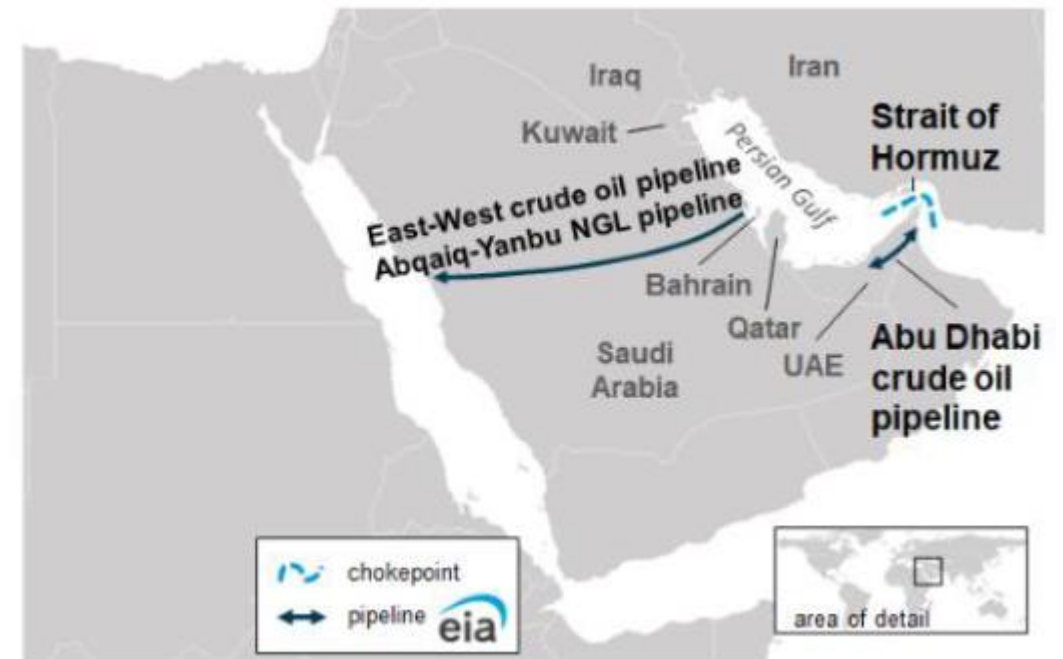 Iraq
Iran
Kuwait
Persian Gulf
Strait of
Hormuz
East-West crude oil pipeline
Abqaiq-Yanbu NGL pipeline
Bahrain
Qatar
UAE
Saudi
Arabia
Abu Dhabi
crude oil
pipeline
chokepoint
pipeline
eia
area of detail